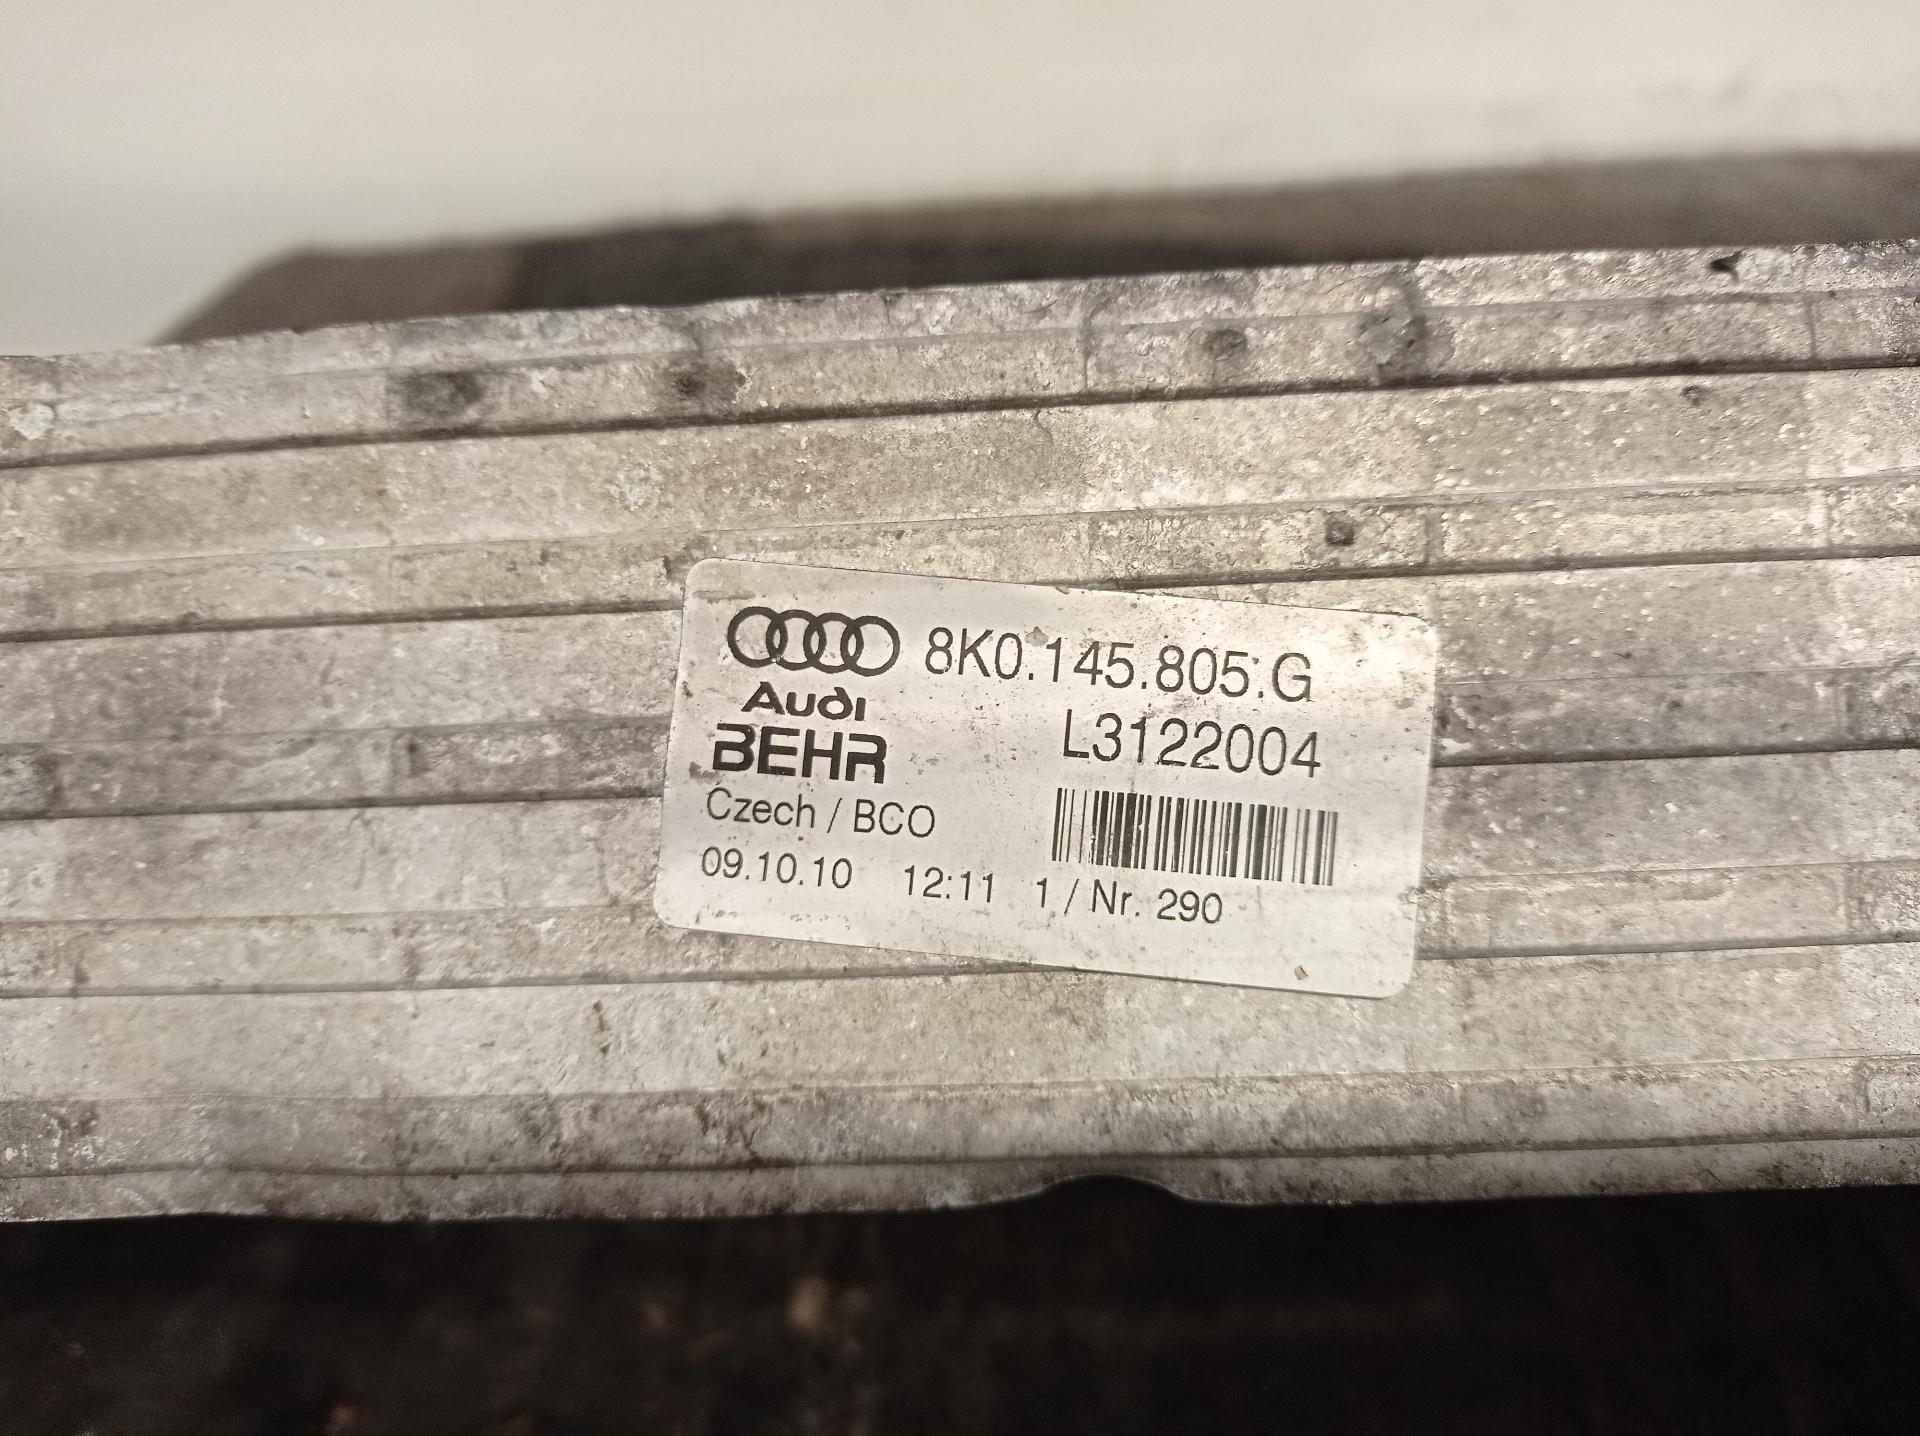 8K0.145.805.G
Audi
L3122004
BEHR
Czech / BCO
09.10.10 12:11 1 / Nr. 290